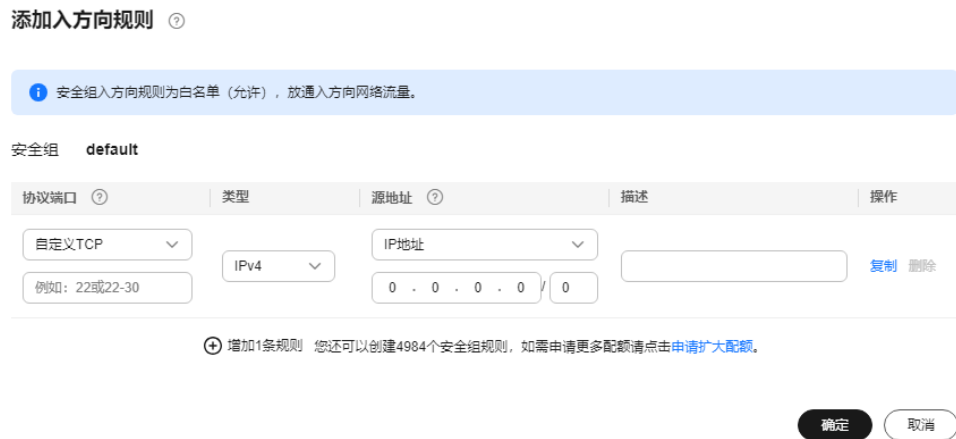 添加入方向规则 ?
i 安全组入方向规则为白名单（允许），放通入方向网络流量。
安全组 default
协议端口 ? 类型 源地址 ? 描述 操作
自定义TCP IP地址
IPv4 复制 删除
例如：22或22-30 0 . 0 . 0 . 0 / 0
增加1条规则 您还可以创建4984个安全组规则，如需申请更多配额请点击申请扩大配额。
确定 取消